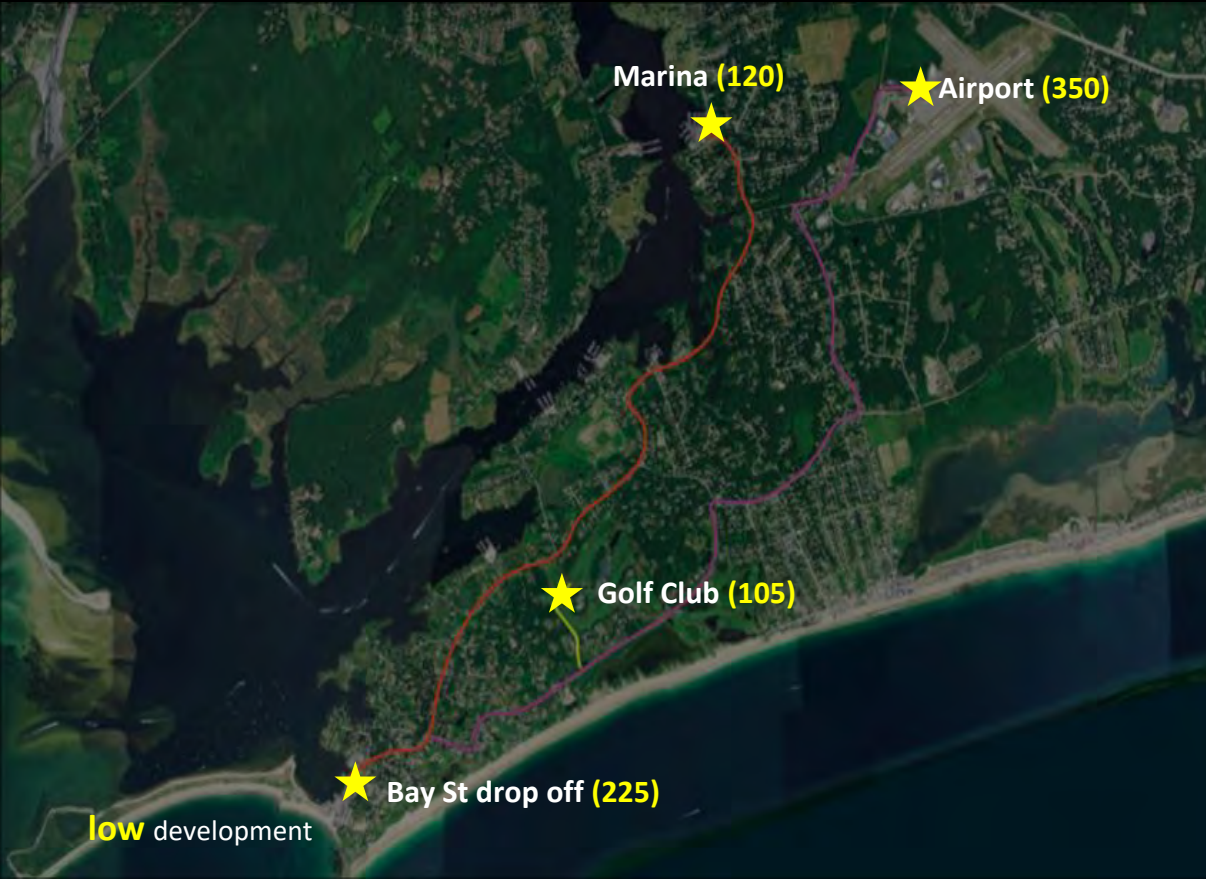 Marina (120)
Airport (350)
Golf Club (105)
Bay St drop off (225)
low development